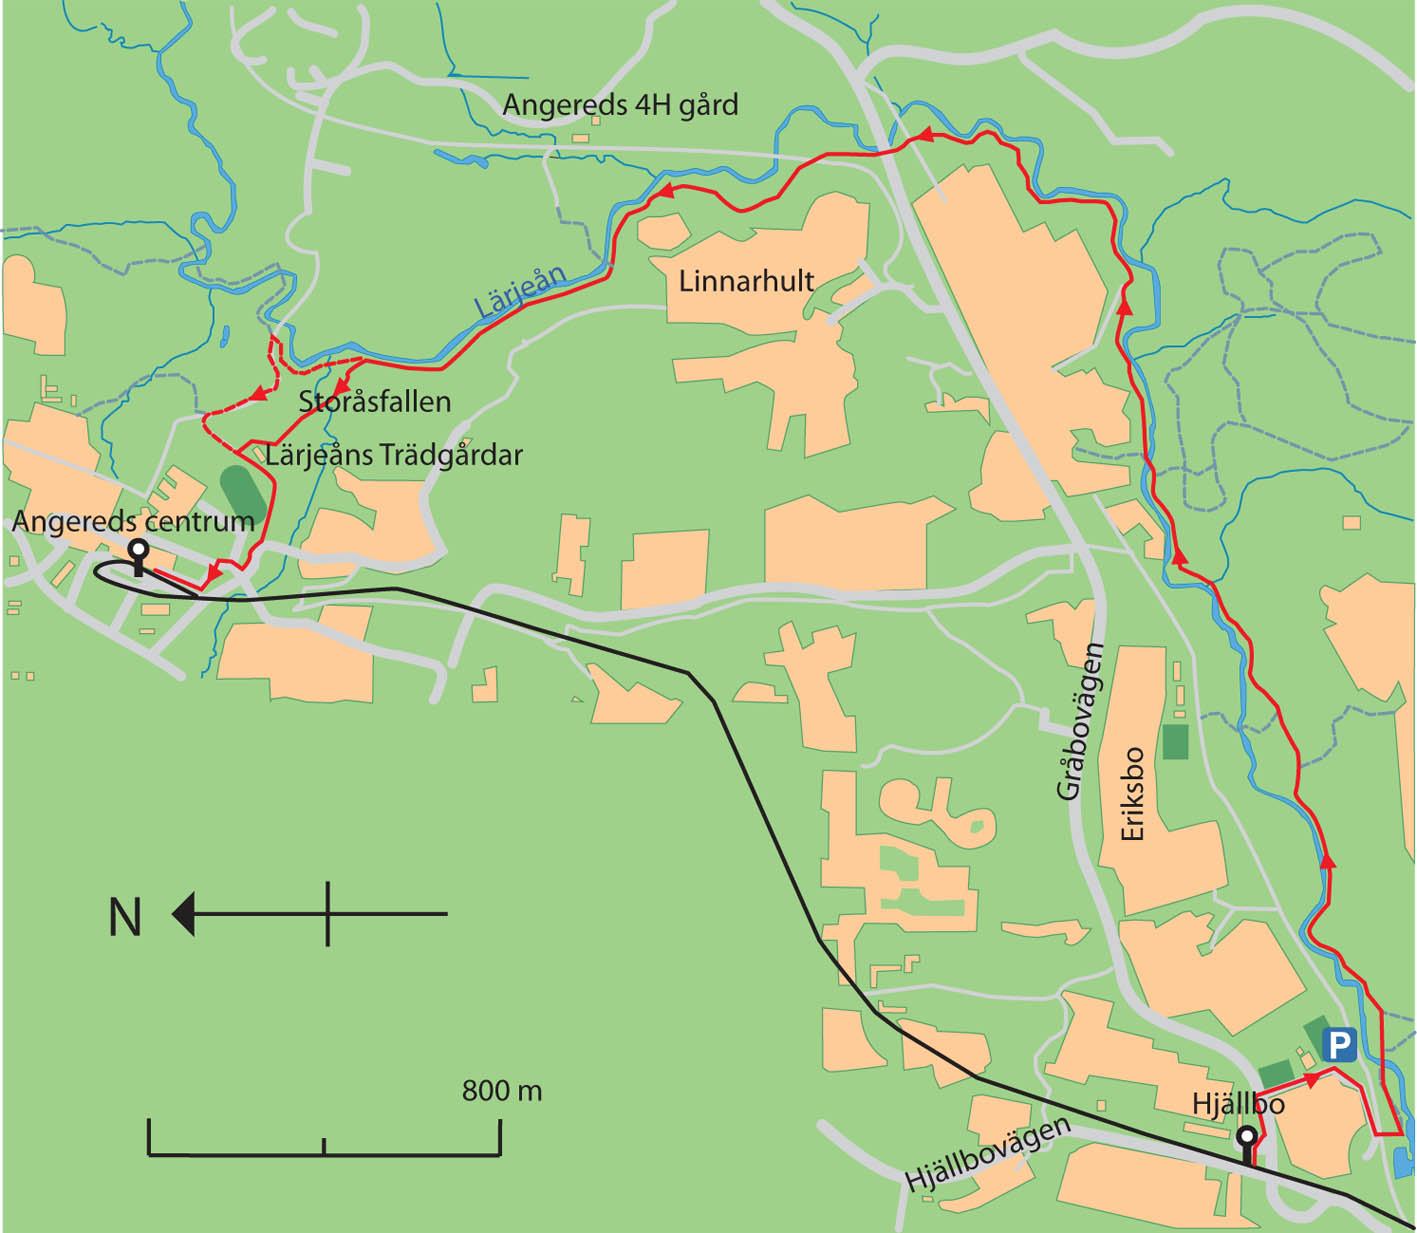 Angereds 4H gård
Linnarhult
Lärjeån
Storåsfallen
Lärjeåns Trädgårdar
Angereds centrum
Gråbovägen
Eriksbo
N
P
800 m
Hjällbo
Hjällbovägen